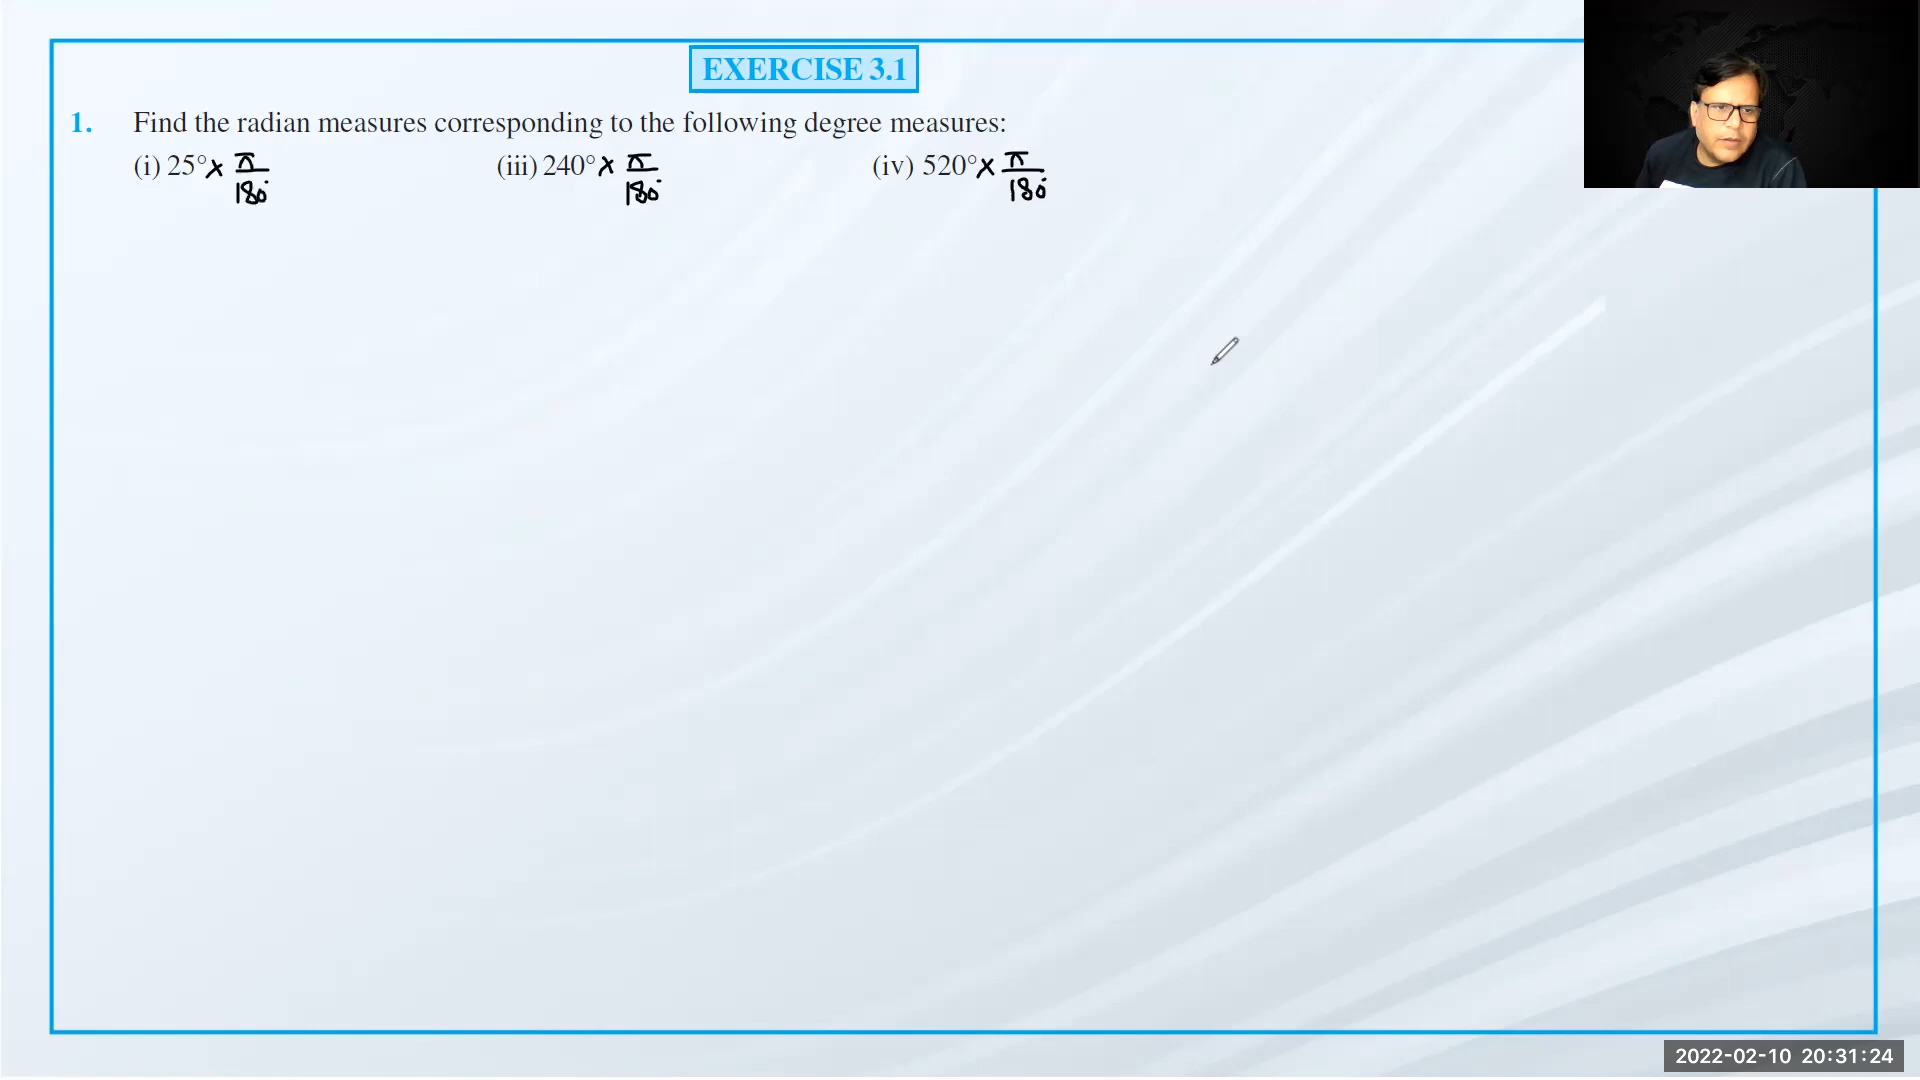 EXERCISE 3.1
1. Find the radian measures corresponding to the following degree measures:
(i) 25° × π/180° (iii) 240° × π/180° (iv) 520° × π/180°
2022-02-10 20:31:24